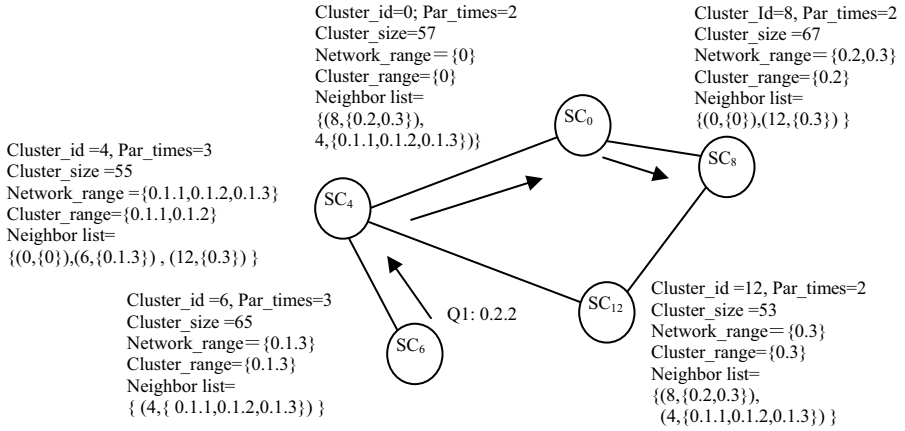 Cluster_id=0; Par_times=2
Cluster_size=57
Network_range＝{0}
Cluster_range={0}
Neighbor list=
{(8,{0.2,0.3}),
4,{0.1.1,0.1.2,0.1.3})}
Cluster_Id=8, Par_times=2
Cluster_size =67
Network_range＝{0.2,0.3}
Cluster_range={0.2}
Neighbor list=
{(0,{0}),(12,{0.3}) }
SC0
SC8
Cluster_id =4, Par_times=3
Cluster_size =55
Network_range ={0.1.1,0.1.2,0.1.3}
Cluster_range={0.1.1,0.1.2}
Neighbor list=
{(0,{0}),(6,{0.1.3}) , (12,{0.3}) }
SC4
Cluster_id =6, Par_times=3
Cluster_size =65
Network_range＝{0.1.3}
Cluster_range={0.1.3}
Neighbor list=
{ (4,{ 0.1.1,0.1.2,0.1.3}) }
SC6
Q1: 0.2.2
SC12
Cluster_id =12, Par_times=2
Cluster_size =53
Network_range＝{0.3}
Cluster_range={0.3}
Neighbor list=
{(8,{0.2,0.3}),
(4,{0.1.1,0.1.2,0.1.3}) }